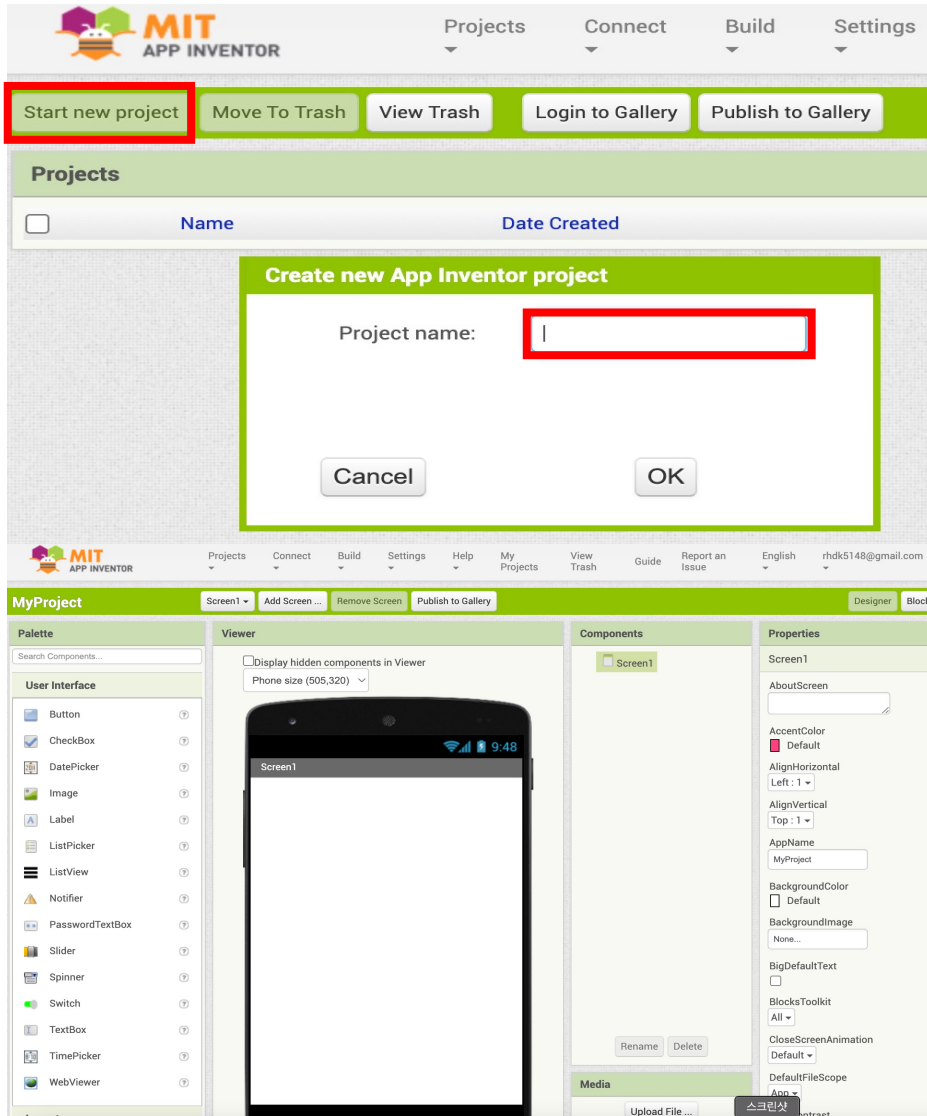 MIT
APP INVENTOR
Projects Connect Build Settings
Start new project Move To Trash View Trash Login to Gallery Publish to Gallery
Projects
Name Date Created
Create new App Inventor project
Project name:
Cancel OK
MIT
APP INVENTOR
Projects Connect Build Settings Help My Projects View Trash Guide Report an Issue English rhdk5148@gmail.com
MyProject Screen1 Add Screen ... Remove Screen Publish to Gallery Designer
Palette Viewer Components Properties
Search Components...
User Interface
Button
CheckBox
DatePicker
Image
Label
ListPicker
ListView
Notifier
PasswordTextBox
Slider
Spinner
Switch
TextBox
TimePicker
WebViewer
Display hidden components in Viewer
Phone size (505,320)
9:48
Screen1
Screen1
Rename Delete
Media
Upload File ...
Screen1
AboutScreen
AccentColor
Default
AlignHorizontal
Left : 1
AlignVertical
Top : 1
AppName
MyProject
BackgroundColor
Default
BackgroundImage
None...
BigDefaultText
BlocksToolkit
All
CloseScreenAnimation
Default
DefaultFileScope
App
스크린샷